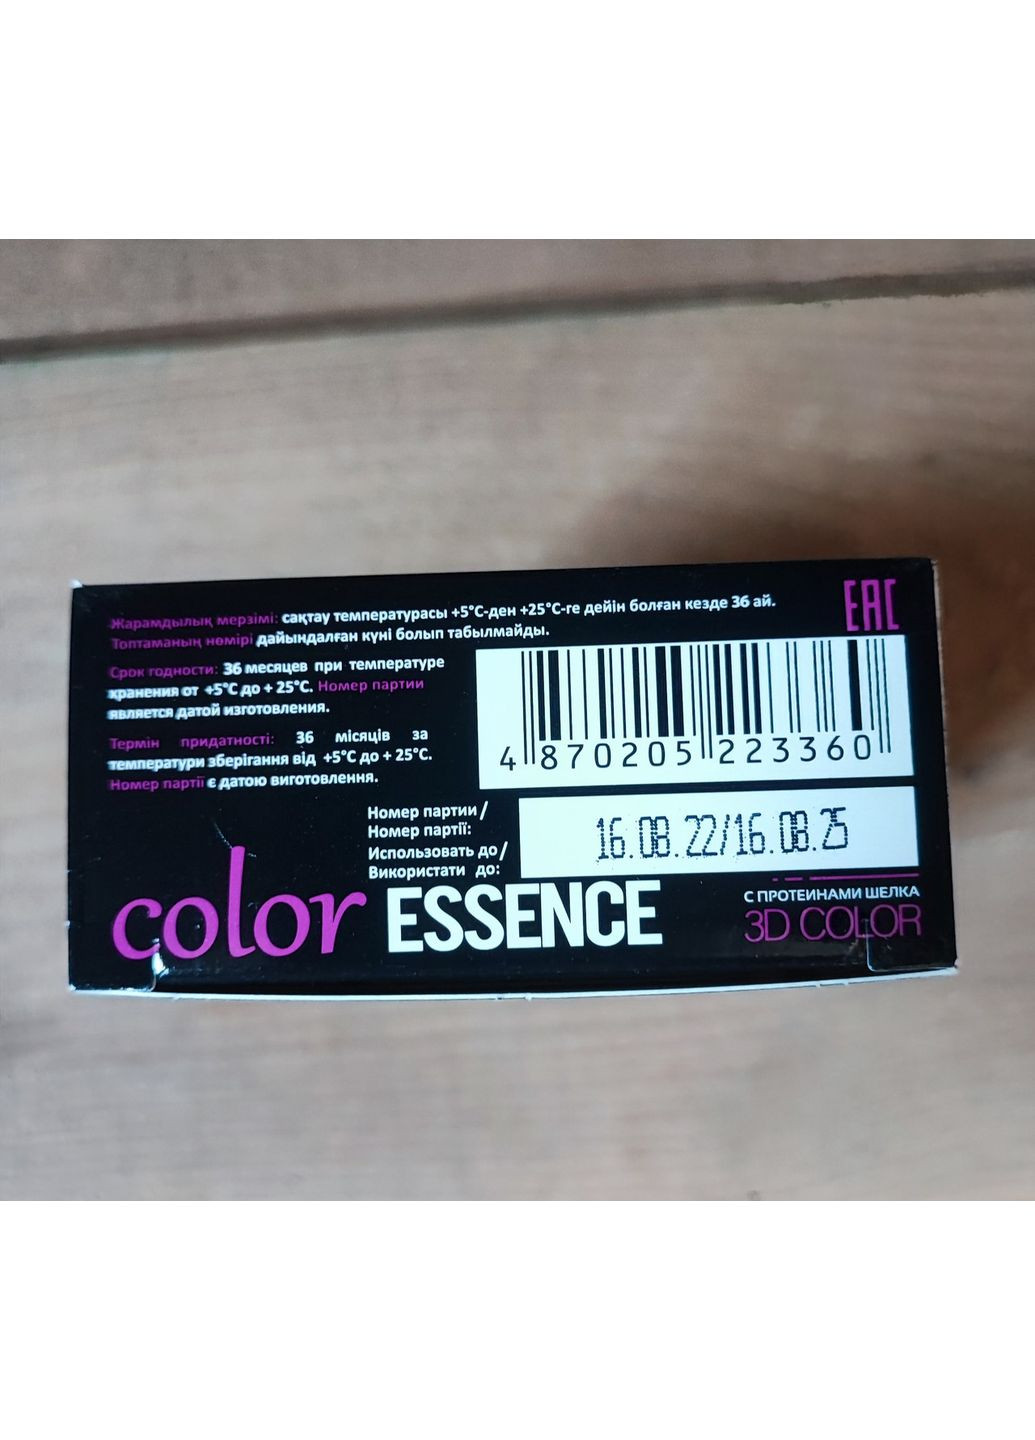 Жарамдылық мерзімі: сақтау температурасы +5°С-ден +25°С-ге дейін болған кезде 36 ай.
Топтаманың нөмірі дайындалған күні болып табылмайды.
EAC
Срок годности: 36 месяцев при температуре
хранения от +5°С до + 25°С. Номер партии
является датой изготовления.
Термін придатності: 36 місяців за
температури зберігання від +5°С до + 25°С.
Номер партії є датою виготовлення.
4 870205 223360
Номер партии/
Номер партії:
Использовать до/
Використати до:
16.08.22/16.08.25
color ESSENCE
С ПРОТЕИНАМИ ШЕЛКА
3D COLOR